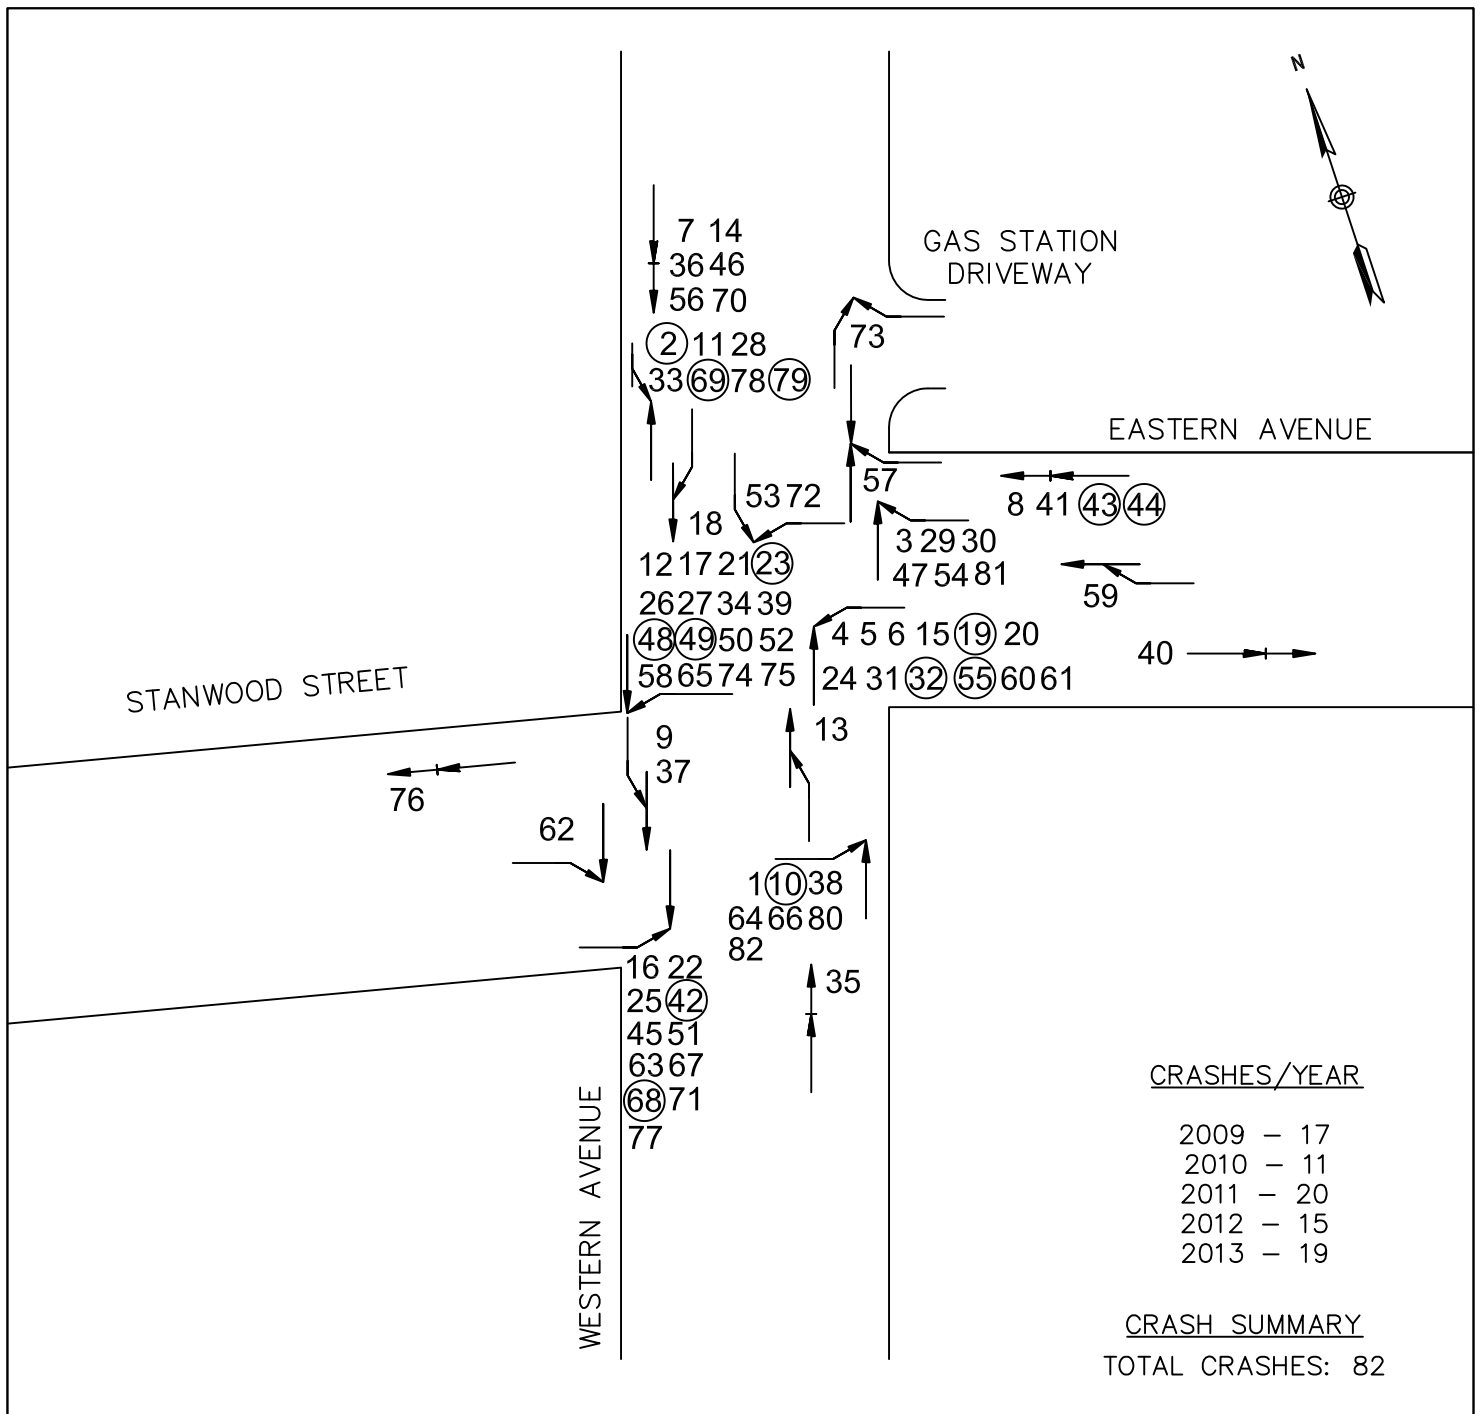 N
7 14
36 46
56 70
GAS STATION
DRIVEWAY
2 11 28
33 69 78 79
73
EASTERN AVENUE
57
53 72
18
8 41 43 44
3 29 30
47 54 81
12 17 21 23
26 27 34 39
48 49 50 52
58 65 74 75
59
4 5 6 15 19 20
24 31 32 55 60 61
40
STANWOOD STREET
13
9
37
76
62
1 10 38
64 66 80
82
16 22
25 42
45 51
63 67
68 71
77
35
WESTERN AVENUE
CRASHES/YEAR
2009 - 17
2010 - 11
2011 - 20
2012 - 15
2013 - 19
CRASH SUMMARY
TOTAL CRASHES: 82